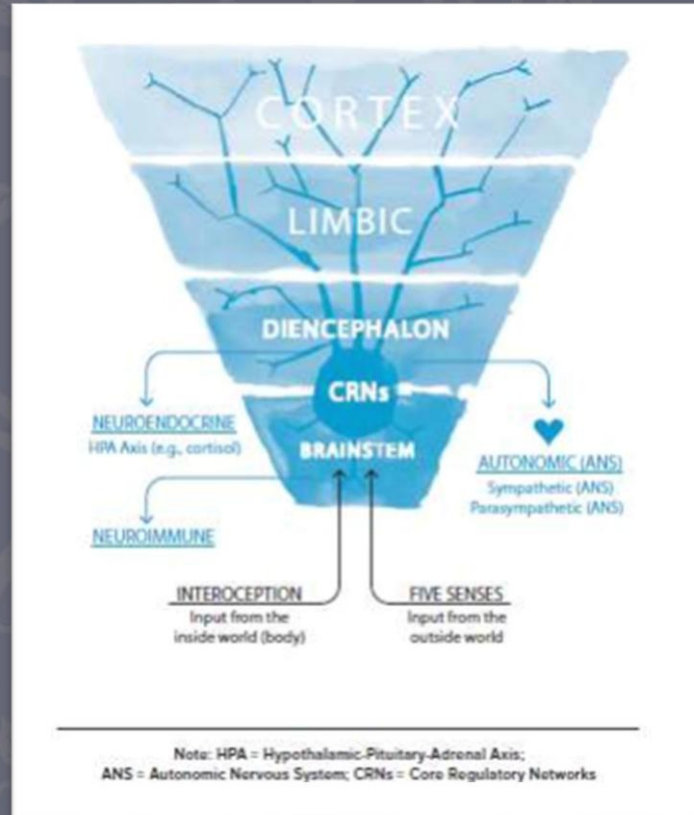 CORTEX
LIMBIC
DIENCEPHALON
CRNs
BRAINSTEM
NEUROENDOCRINE
HPA Axis (e.g., cortisol)
NEUROIMMUNE
AUTONOMIC (ANS)
Sympathetic (ANS)
Parasympathetic (ANS)
INTEROCEPTION
Input from the
inside world (body)
FIVE SENSES
Input from the
outside world
Note: HPA = Hypothalamic-Pituitary-Adrenal Axis;
ANS = Autonomic Nervous System; CRNs = Core Regulatory Networks